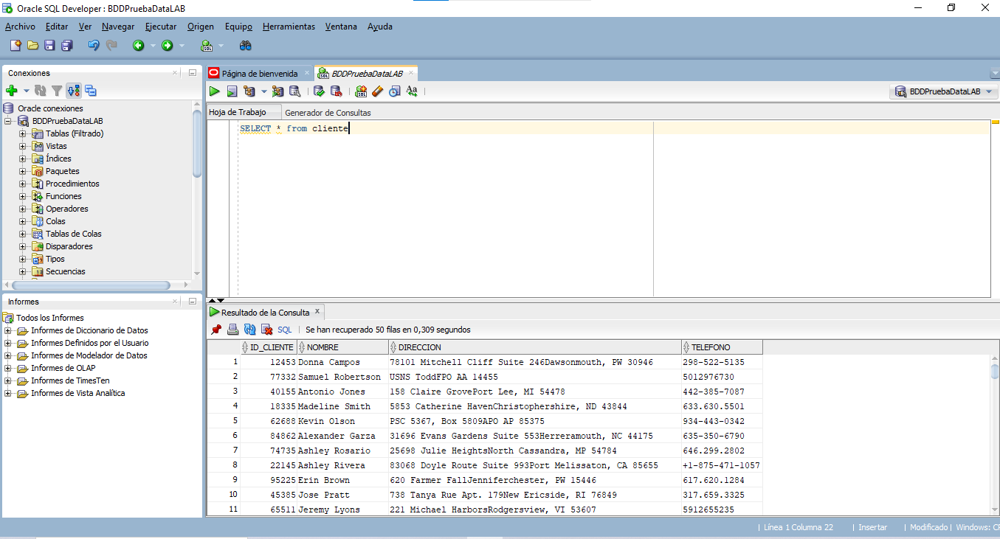 Oracle SQL Developer : BDDPruebaDataLAB
Archivo Editar Ver Navegar Ejecutar Origen Equipo Herramientas Ventana Ayuda
Conexiones
Oracle conexiones
BDDPruebaDataLAB
Tablas (Filtrado)
Vistas
Índices
Paquetes
Procedimientos
Funciones
Operadores
Colas
Tablas de Colas
Disparadores
Tipos
Secuencias
Informes
Todos los Informes
Informes de Diccionario de Datos
Informes Definidos por el Usuario
Informes de Modelador de Datos
Informes de OLAP
Informes de TimesTen
Informes de Vista Analítica
Página de bienvenida BDDPruebaDataLAB
BDDPruebaDataLAB
Hoja de Trabajo Generador de Consultas
SELECT * from cliente
Resultado de la Consulta
SQL | Se han recuperado 50 filas en 0,309 segundos
ID_CLIENTE NOMBRE DIRECCION TELEFONO
1 12453 Donna Campos 78101 Mitchell Cliff Suite 246Dawsonmouth, PW 30946 298-522-5135
2 77332 Samuel Robertson USNS ToddFPO AA 14455 5012976730
3 40155 Antonio Jones 158 Claire GrovePort Lee, MI 54478 442-385-7087
4 18335 Madeline Smith 5853 Catherine HavenChristophershire, ND 43844 633.630.5501
5 62688 Kevin Olson PSC 5367, Box 5809APO AP 85375 934-443-0342
6 84862 Alexander Garza 31696 Evans Gardens Suite 553Herreramouth, NC 44175 635-350-6790
7 74735 Ashley Rosario 25698 Julie HeightsNorth Cassandra, MP 54784 646.299.2802
8 22145 Ashley Rivera 83068 Doyle Route Suite 993Port Melissaton, CA 85655 +1-875-471-1057
9 95225 Erin Brown 620 Farmer FallJenniferchester, PW 15446 617.620.1284
10 45385 Jose Pratt 738 Tanya Rue Apt. 179New Ericside, RI 76849 317.659.3325
11 65511 Jeremy Lyons 221 Michael HarborsRodgersview, VI 53607 5912655235
| Línea 1 Columna 22 | Insertar | Modificado | Windows: CF